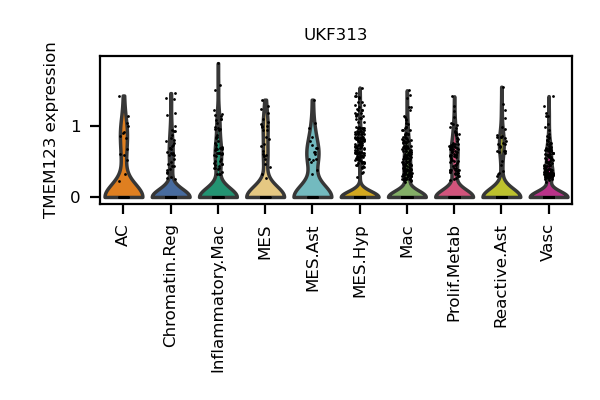 UKF313
TMEM123 expression
1
0
AC
Chromatin.Reg
Inflammatory.Mac
MES
MES.Ast
MES.Hyp
Mac
Prolif.Metab
Reactive.Ast
Vasc